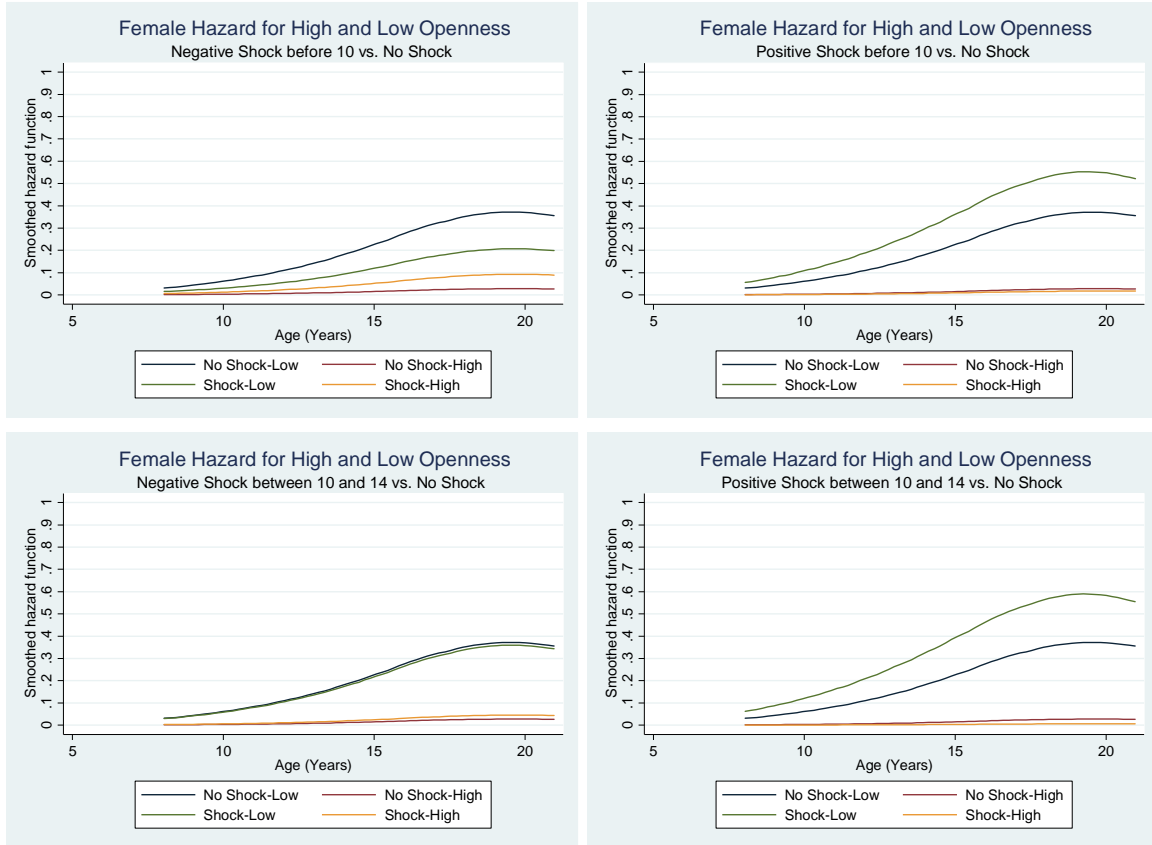 Female Hazard for High and Low Openness
Negative Shock before 10 vs. No Shock
Smoothed hazard function
1
.9
.8
.7
.6
.5
.4
.3
.2
.1
0
5 10 15 20
Age (Years)
No Shock-Low No Shock-High
Shock-Low Shock-High
Female Hazard for High and Low Openness
Positive Shock before 10 vs. No Shock
Smoothed hazard function
1
.9
.8
.7
.6
.5
.4
.3
.2
.1
0
5 10 15 20
Age (Years)
No Shock-Low No Shock-High
Shock-Low Shock-High
Female Hazard for High and Low Openness
Negative Shock between 10 and 14 vs. No Shock
Smoothed hazard function
1
.9
.8
.7
.6
.5
.4
.3
.2
.1
0
5 10 15 20
Age (Years)
No Shock-Low No Shock-High
Shock-Low Shock-High
Female Hazard for High and Low Openness
Positive Shock between 10 and 14 vs. No Shock
Smoothed hazard function
1
.9
.8
.7
.6
.5
.4
.3
.2
.1
0
5 10 15 20
Age (Years)
No Shock-Low No Shock-High
Shock-Low Shock-High